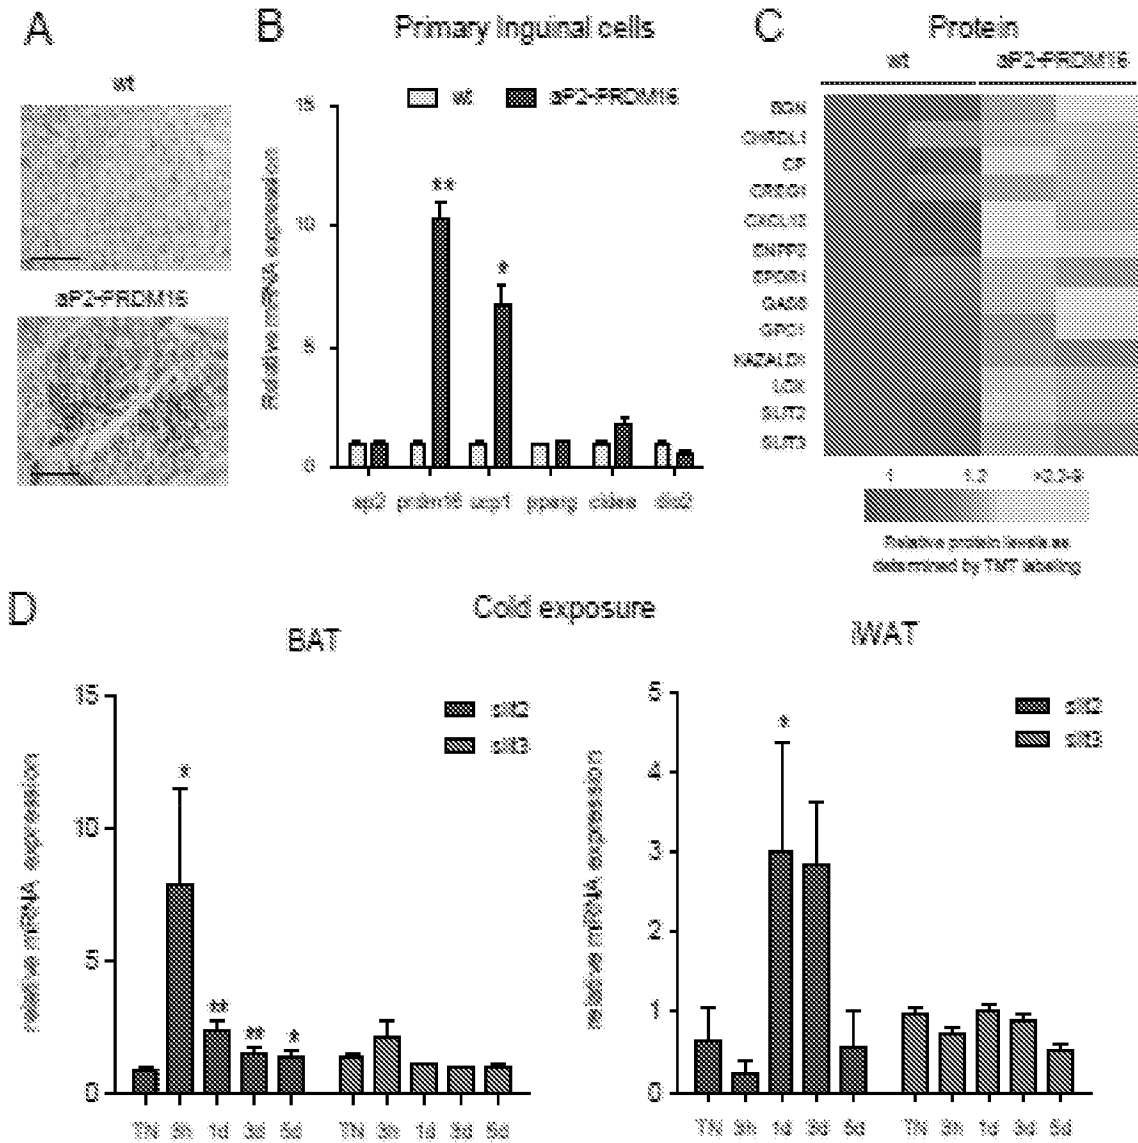 A
wt
aP2-PRDM16
B
Primary Inguinal cells
wt
aP2-PRDM16
Relative mRNA expression
15
10
5
0
**
*
ap2 prdm16 ucp1 pparg cidea dio2
C
Protein
wt aP2-PRDM16
BGN
CHRDL1
CP
CREG1
CXCL12
ENPP2
EPDR1
GAS6
GPC1
KAZALD1
LOX
SLIT2
SLIT3
1 1.2
Relative protein levels as
determined by TMT labeling
D
Cold exposure
BAT
relative mRNA expression
15
10
5
0
slit2
slit3
*
**
**
*
TN 3h 1d 3d 5d TN 3h 1d 3d 5d
iWAT
relative mRNA expression
5
4
3
2
1
0
slit2
slit3
*
TN 3h 1d 3d 5d TN 3h 1d 3d 5d